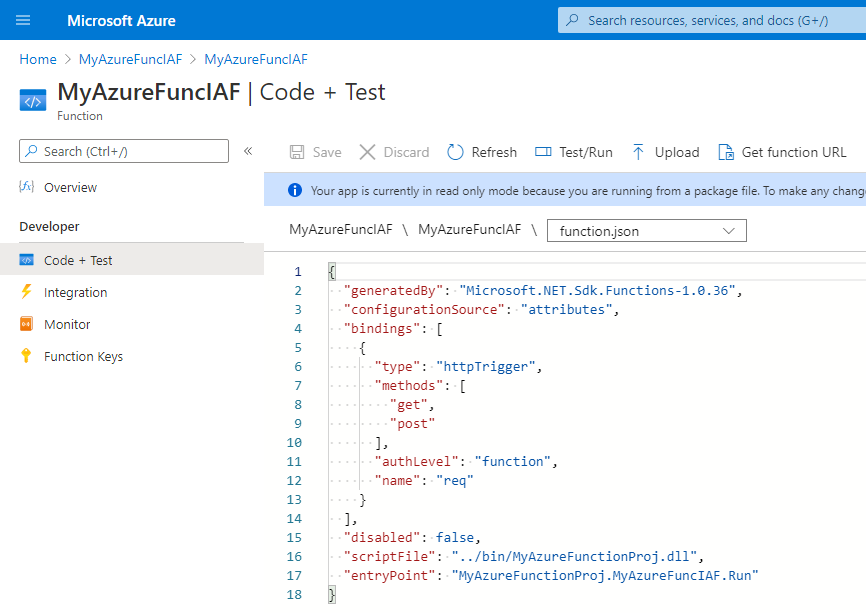 Microsoft Azure
Search resources, services, and docs (G+/)
Home > MyAzureFuncIAF > MyAzureFuncIAF
MyAzureFuncIAF | Code + Test
Function
Search (Ctrl+/)
«
Save
Discard
Refresh
Test/Run
Upload
Get function URL
Overview
Developer
Code + Test
Integration
Monitor
Function Keys
Your app is currently in read only mode because you are running from a package file. To make any chang
MyAzureFuncIAF \ MyAzureFuncIAF \ function.json
1 {
2 "generatedBy": "Microsoft.NET.Sdk.Functions-1.0.36",
3 "configurationSource": "attributes",
4 "bindings": [
5 {
6 "type": "httpTrigger",
7 "methods": [
8 "get",
9 "post"
10 ],
11 "authLevel": "function",
12 "name": "req"
13 }
14 ],
15 "disabled": false,
16 "scriptFile": "../bin/MyAzureFunctionProj.dll",
17 "entryPoint": "MyAzureFunctionProj.MyAzureFuncIAF.Run"
18 }